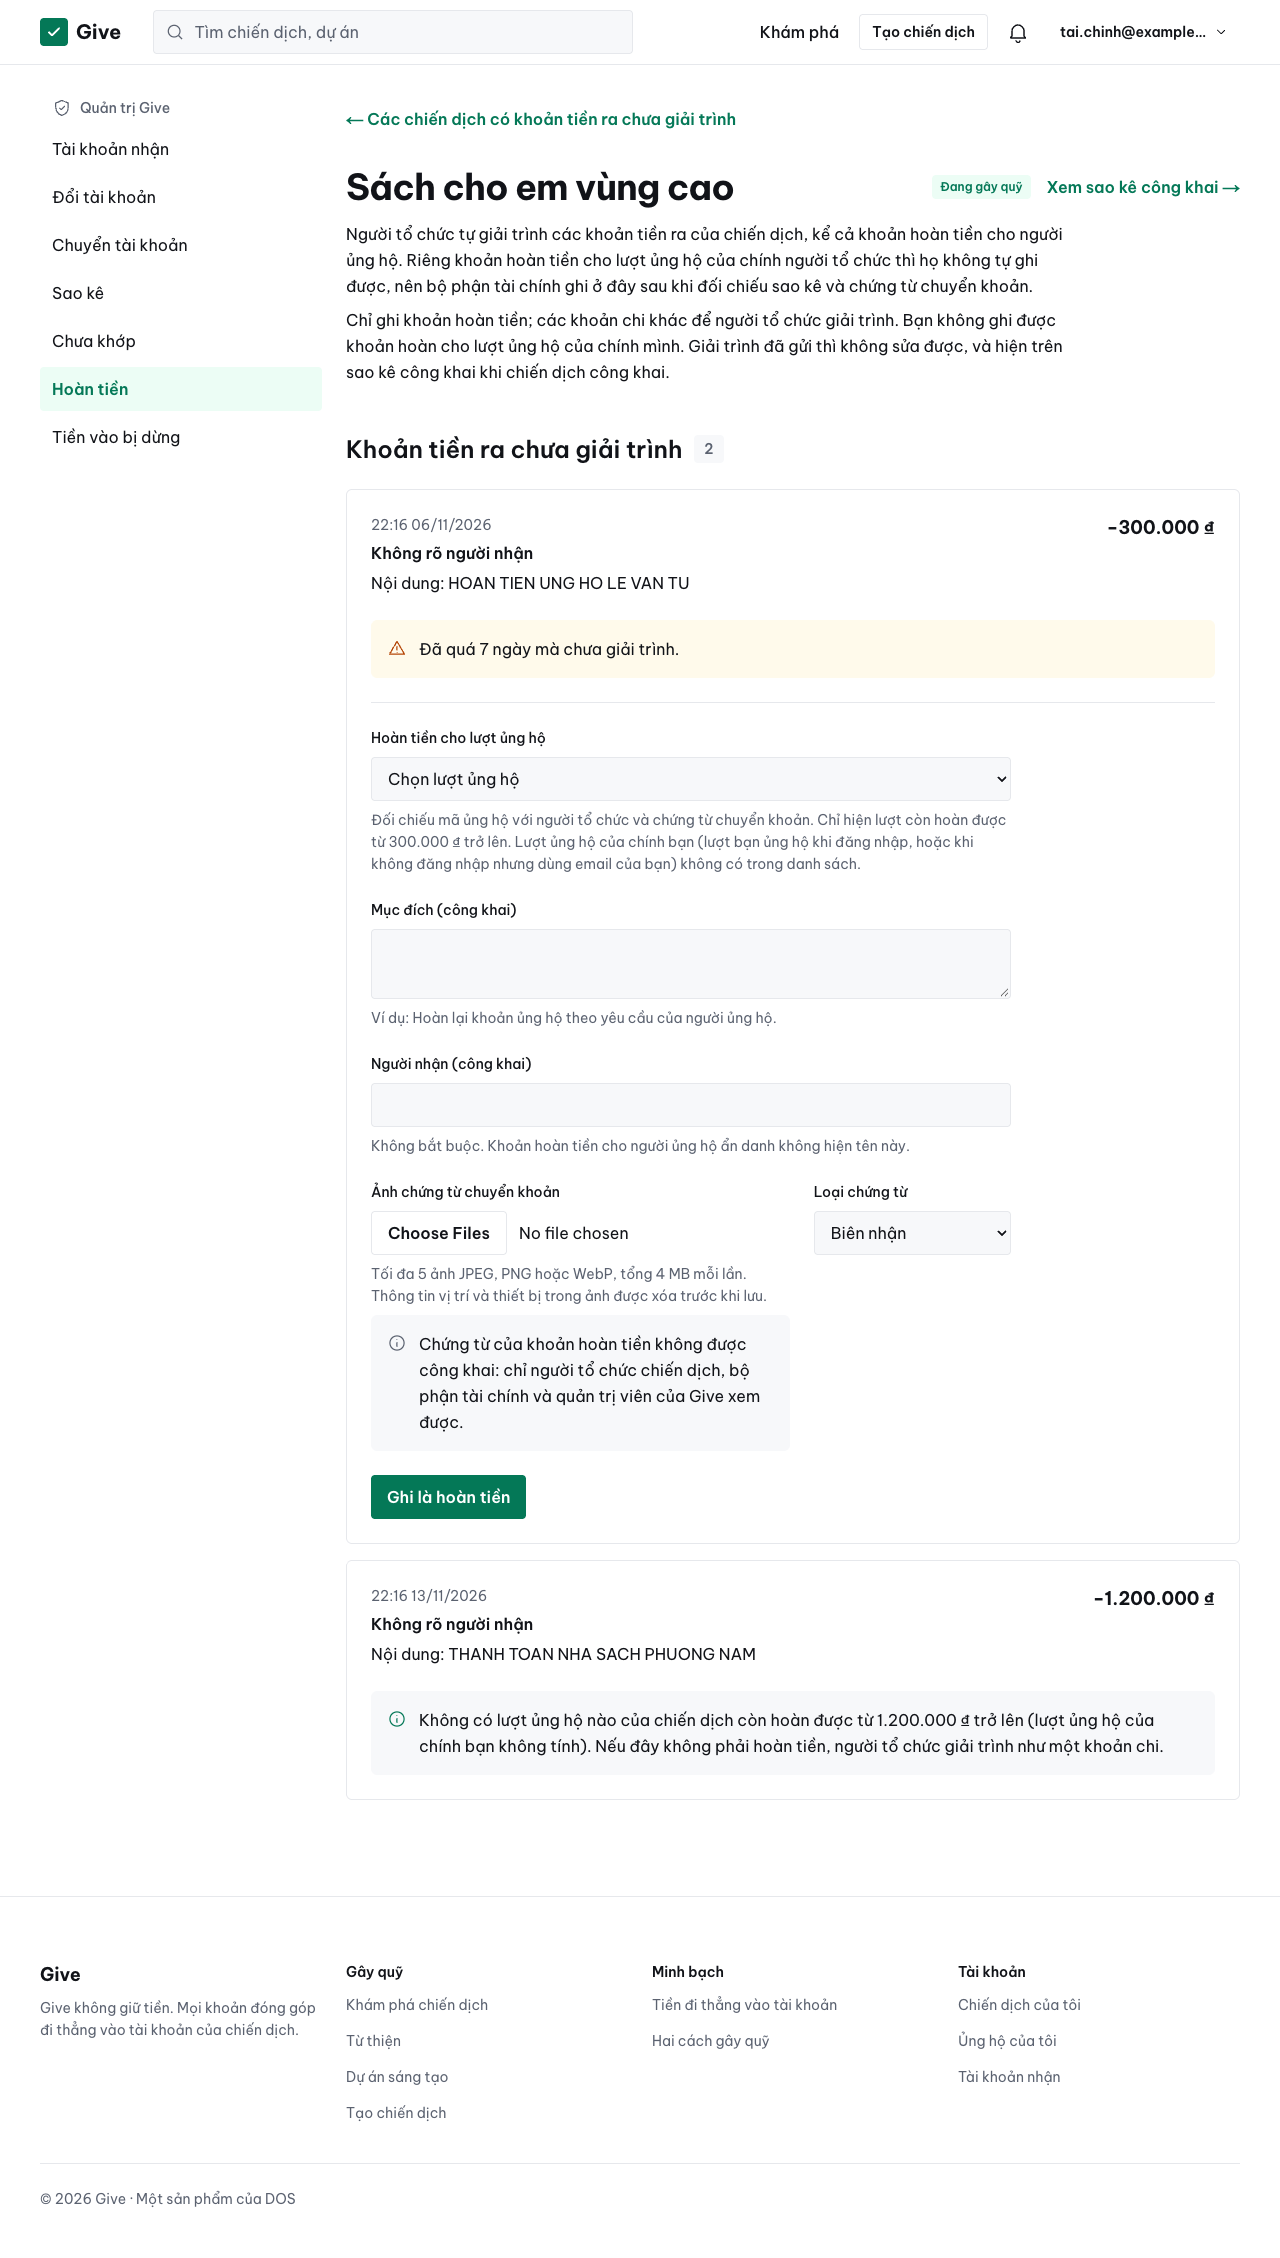 Give
Tìm chiến dịch, dự án
Khám phá
Tạo chiến dịch
tai.chinh@example...
Quản trị Give
Tài khoản nhận
Đổi tài khoản
Chuyển tài khoản
Sao kê
Chưa khớp
Hoàn tiền
Tiền vào bị dừng
← Các chiến dịch có khoản tiền ra chưa giải trình
Sách cho em vùng cao
Đang gây quỹ
Xem sao kê công khai →
Người tổ chức tự giải trình các khoản tiền ra của chiến dịch, kể cả khoản hoàn tiền cho người
ủng hộ. Riêng khoản hoàn tiền cho lượt ủng hộ của chính người tổ chức thì họ không tự ghi
được, nên bộ phận tài chính ghi ở đây sau khi đối chiếu sao kê và chứng từ chuyển khoản.
Chỉ ghi khoản hoàn tiền; các khoản chi khác để người tổ chức giải trình. Bạn không ghi được
khoản hoàn cho lượt ủng hộ của chính mình. Giải trình đã gửi thì không sửa được, và hiện trên
sao kê công khai khi chiến dịch công khai.
Khoản tiền ra chưa giải trình 2
22:16 06/11/2026
-300.000 ₫
Không rõ người nhận
Nội dung: HOAN TIEN UNG HO LE VAN TU
Đã quá 7 ngày mà chưa giải trình.
Hoàn tiền cho lượt ủng hộ
Chọn lượt ủng hộ
Đối chiếu mã ủng hộ với người tổ chức và chứng từ chuyển khoản. Chỉ hiện lượt còn hoàn được
từ 300.000 ₫ trở lên. Lượt ủng hộ của chính bạn (lượt bạn ủng hộ khi đăng nhập, hoặc khi
không đăng nhập nhưng dùng email của bạn) không có trong danh sách.
Mục đích (công khai)
Ví dụ: Hoàn lại khoản ủng hộ theo yêu cầu của người ủng hộ.
Người nhận (công khai)
Không bắt buộc. Khoản hoàn tiền cho người ủng hộ ẩn danh không hiện tên này.
Ảnh chứng từ chuyển khoản
Loại chứng từ
Choose Files No file chosen
Biên nhận
Tối đa 5 ảnh JPEG, PNG hoặc WebP, tổng 4 MB mỗi lần.
Thông tin vị trí và thiết bị trong ảnh được xóa trước khi lưu.
Chứng từ của khoản hoàn tiền không được
công khai: chỉ người tổ chức chiến dịch, bộ
phận tài chính và quản trị viên của Give xem
được.
Ghi là hoàn tiền
22:16 13/11/2026
-1.200.000 ₫
Không rõ người nhận
Nội dung: THANH TOAN NHA SACH PHUONG NAM
Không có lượt ủng hộ nào của chiến dịch còn hoàn được từ 1.200.000 ₫ trở lên (lượt ủng hộ của
chính bạn không tính). Nếu đây không phải hoàn tiền, người tổ chức giải trình như một khoản chi.
Give
Give không giữ tiền. Mọi khoản đóng góp
đi thẳng vào tài khoản của chiến dịch.
Gây quỹ
Khám phá chiến dịch
Từ thiện
Dự án sáng tạo
Tạo chiến dịch
Minh bạch
Tiền đi thẳng vào tài khoản
Hai cách gây quỹ
Tài khoản
Chiến dịch của tôi
Ủng hộ của tôi
Tài khoản nhận
© 2026 Give · Một sản phẩm của DOS